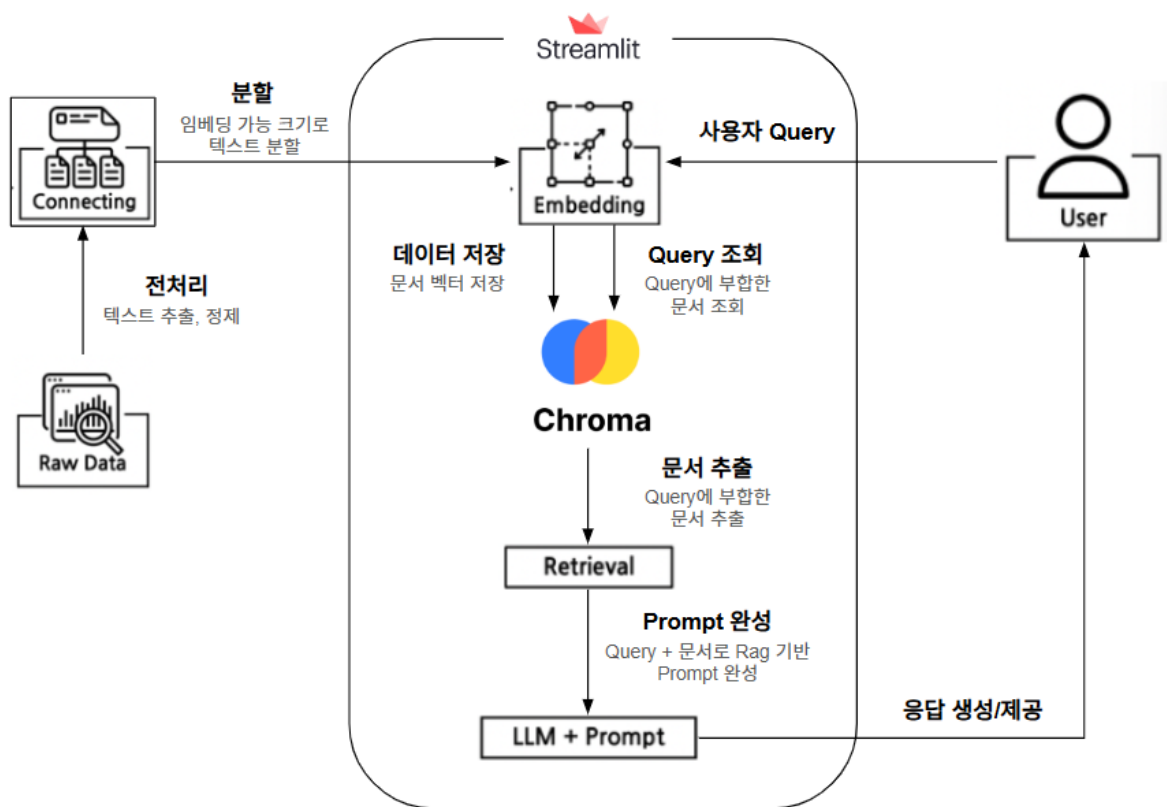 Streamlit
분할
임베딩 가능 크기로
텍스트 분할
Connecting
Embedding
사용자 Query
User
전처리
텍스트 추출, 정제
Raw Data
데이터 저장
문서 벡터 저장
Query 조회
Query에 부합한
문서 조회
Chroma
문서 추출
Query에 부합한
문서 추출
Retrieval
Prompt 완성
Query + 문서로 Rag 기반
Prompt 완성
LLM + Prompt
응답 생성/제공